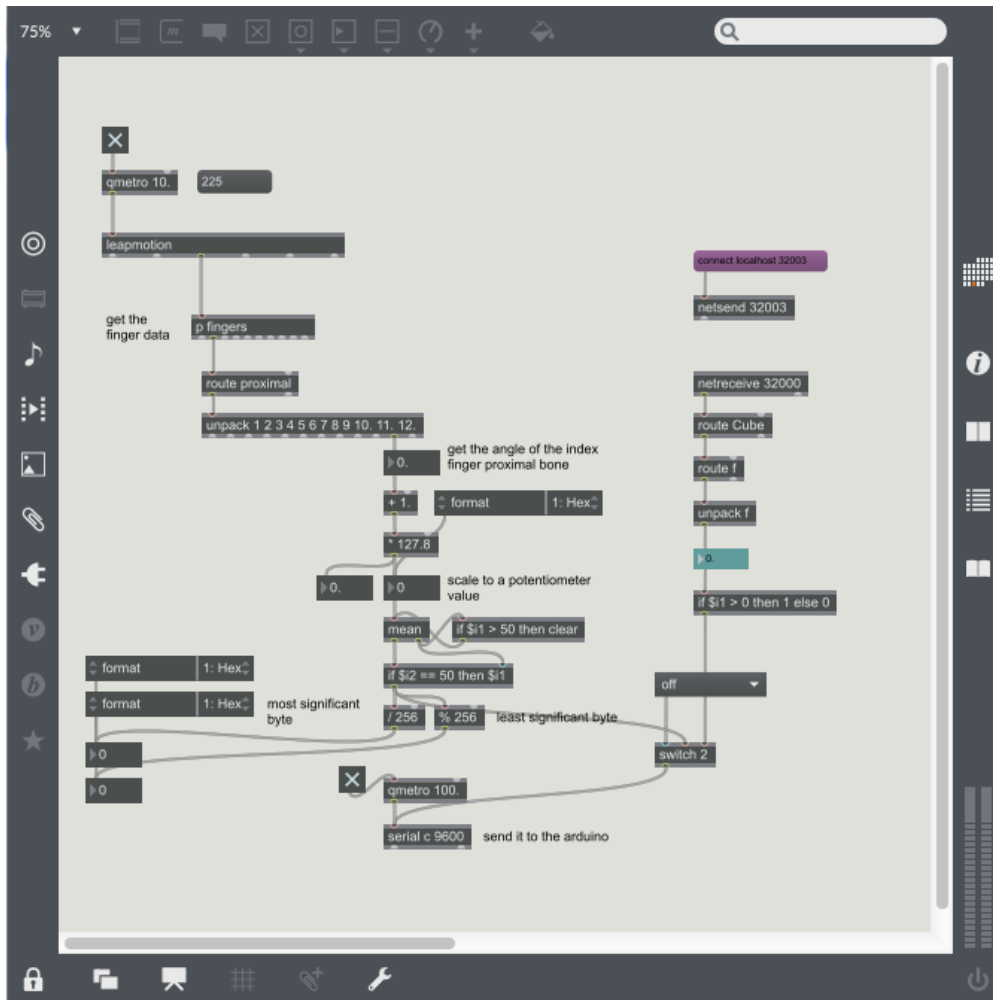 75%
qmetro 10.
225
leapmotion
connect localhost 32003
netsend 32003
get the
finger data
p fingers
route proximal
netreceive 32000
unpack 1 2 3 4 5 6 7 8 9 10. 11. 12.
route Cube
get the angle of the index
finger proximal bone
0.
route f
+ 1.
format
1: Hex
unpack f
* 127.8
0.
0.
0
scale to a potentiometer
value
if $i1 > 0 then 1 else 0
mean
if $i1 > 50 then clear
format
1: Hex
if $i2 == 50 then $i1
off
format
1: Hex
most significant
byte
/ 256
% 256
least significant byte
0
switch 2
0
qmetro 100.
serial c 9600
send it to the arduino